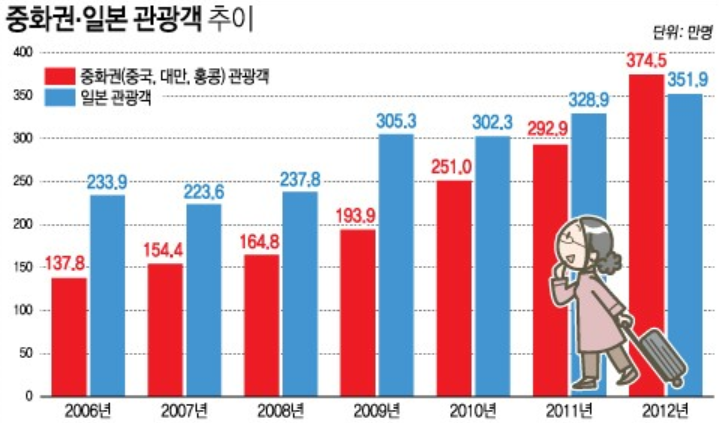 중화권·일본 관광객 추이
단위: 만명
400
350
300
250
200
150
100
50
0
중화권(중국, 대만, 홍콩) 관광객
일본 관광객
137.8
233.9
154.4
223.6
164.8
237.8
193.9
305.3
251.0
302.3
292.9
328.9
374.5
351.9
2006년
2007년
2008년
2009년
2010년
2011년
2012년